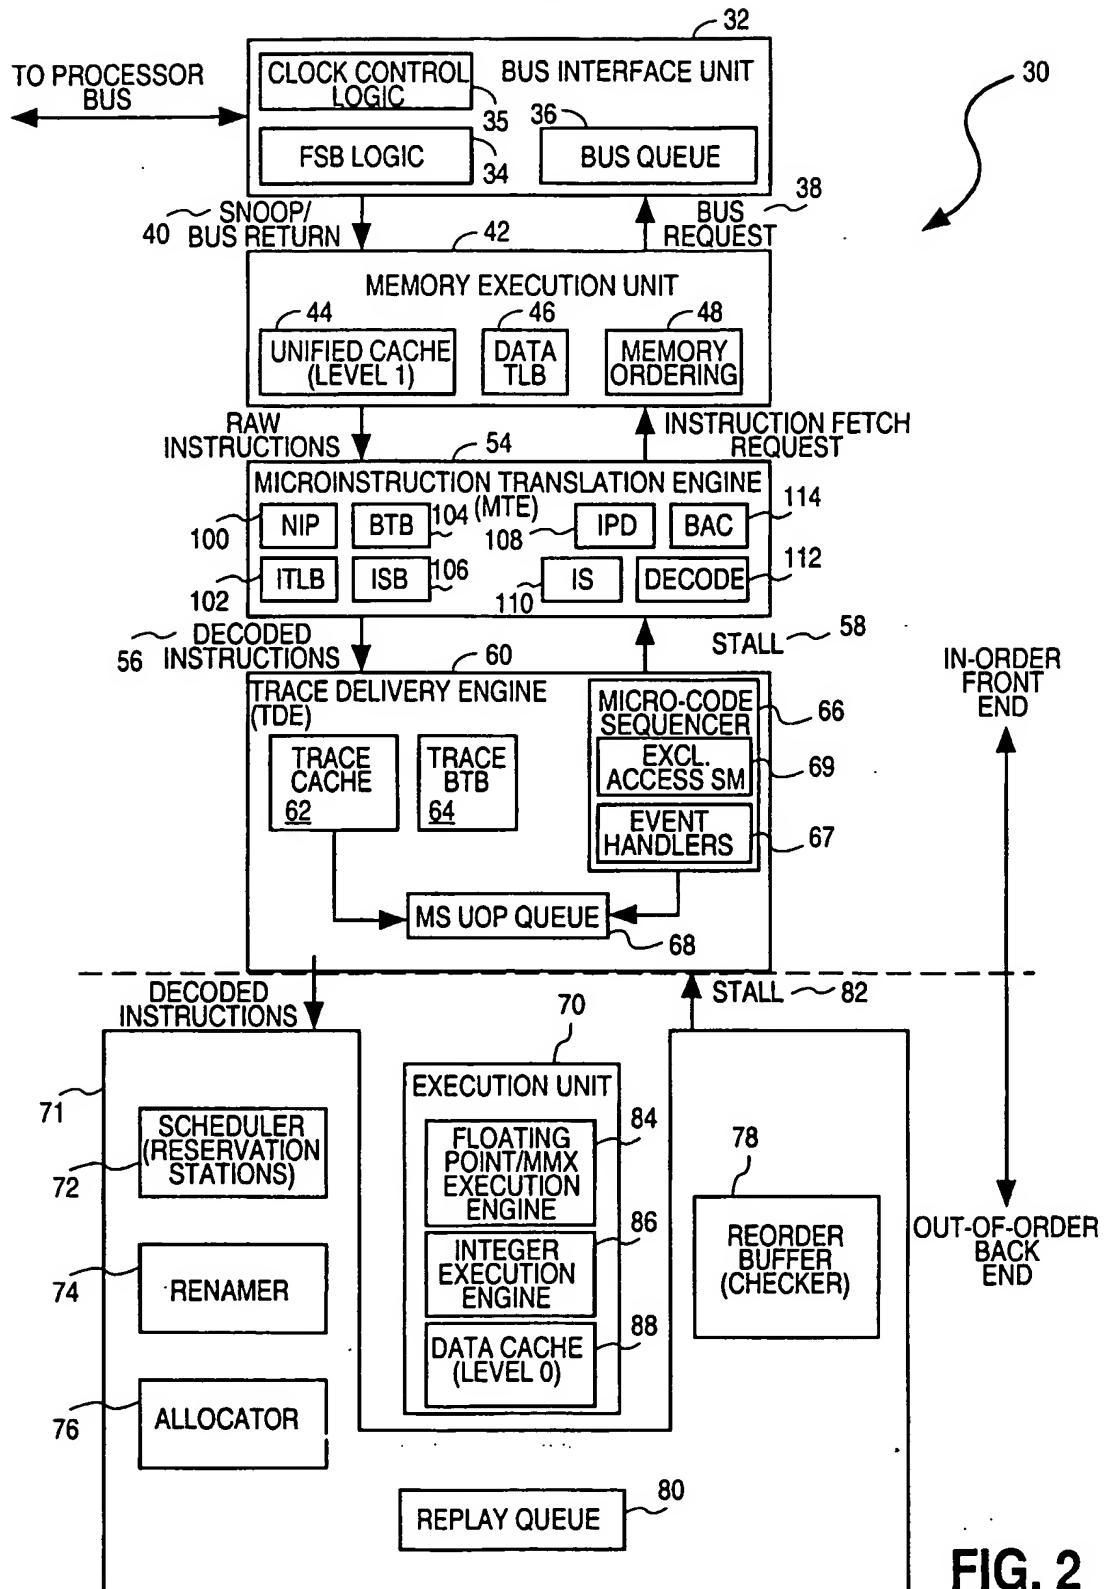 32
TO PROCESSOR
BUS
CLOCK CONTROL
LOGIC
35
BUS INTERFACE UNIT
30
FSB LOGIC
34
36
BUS QUEUE
40
SNOOP/
BUS RETURN
BUS
REQUEST
38
42
MEMORY EXECUTION UNIT
44
UNIFIED CACHE
(LEVEL 1)
46
DATA
TLB
48
MEMORY
ORDERING
RAW
INSTRUCTIONS
INSTRUCTION FETCH
REQUEST
54
MICROINSTRUCTION TRANSLATION ENGINE
(MTE)
100
NIP
BTB
104
108
IPD
BAC
114
102
ITLB
ISB
106
110
IS
DECODE
112
56
DECODED
INSTRUCTIONS
STALL
58
60
TRACE DELIVERY ENGINE
(TDE)
TRACE
CACHE
62
TRACE
BTB
64
MICRO-CODE
SEQUENCER
66
EXCL.
ACCESS SM
69
EVENT
HANDLERS
67
MS UOP QUEUE
68
IN-ORDER
FRONT
END
DECODED
INSTRUCTIONS
STALL
82
71
70
EXECUTION UNIT
SCHEDULER
(RESERVATION
STATIONS)
72
FLOATING
POINT/MMX
EXECUTION
ENGINE
84
78
REORDER
BUFFER
(CHECKER)
OUT-OF-ORDER
BACK
END
RENAMER
74
INTEGER
EXECUTION
ENGINE
86
DATA CACHE
(LEVEL 0)
88
ALLOCATOR
76
REPLAY QUEUE
80
FIG. 2